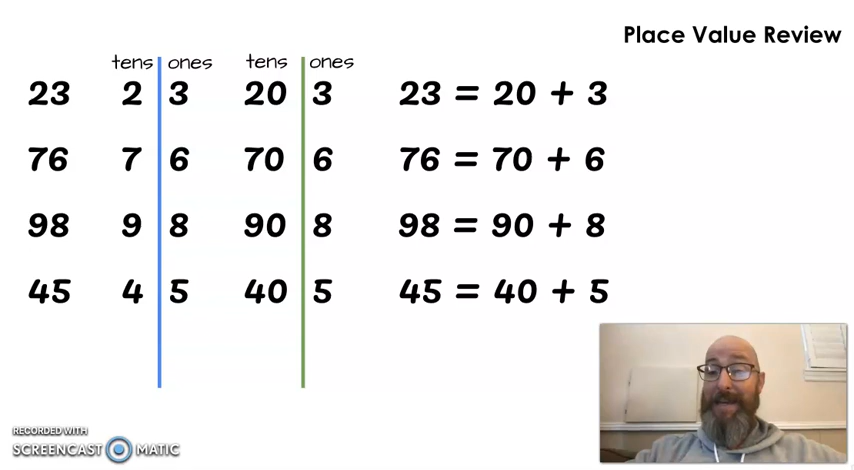 Place Value Review
tens ones tens ones
23 2 3 20 3 23 = 20 + 3
76 7 6 70 6 76 = 70 + 6
98 9 8 90 8 98 = 90 + 8
45 4 5 40 5 45 = 40 + 5
RECORDED WITH
SCREENCAST MATIC